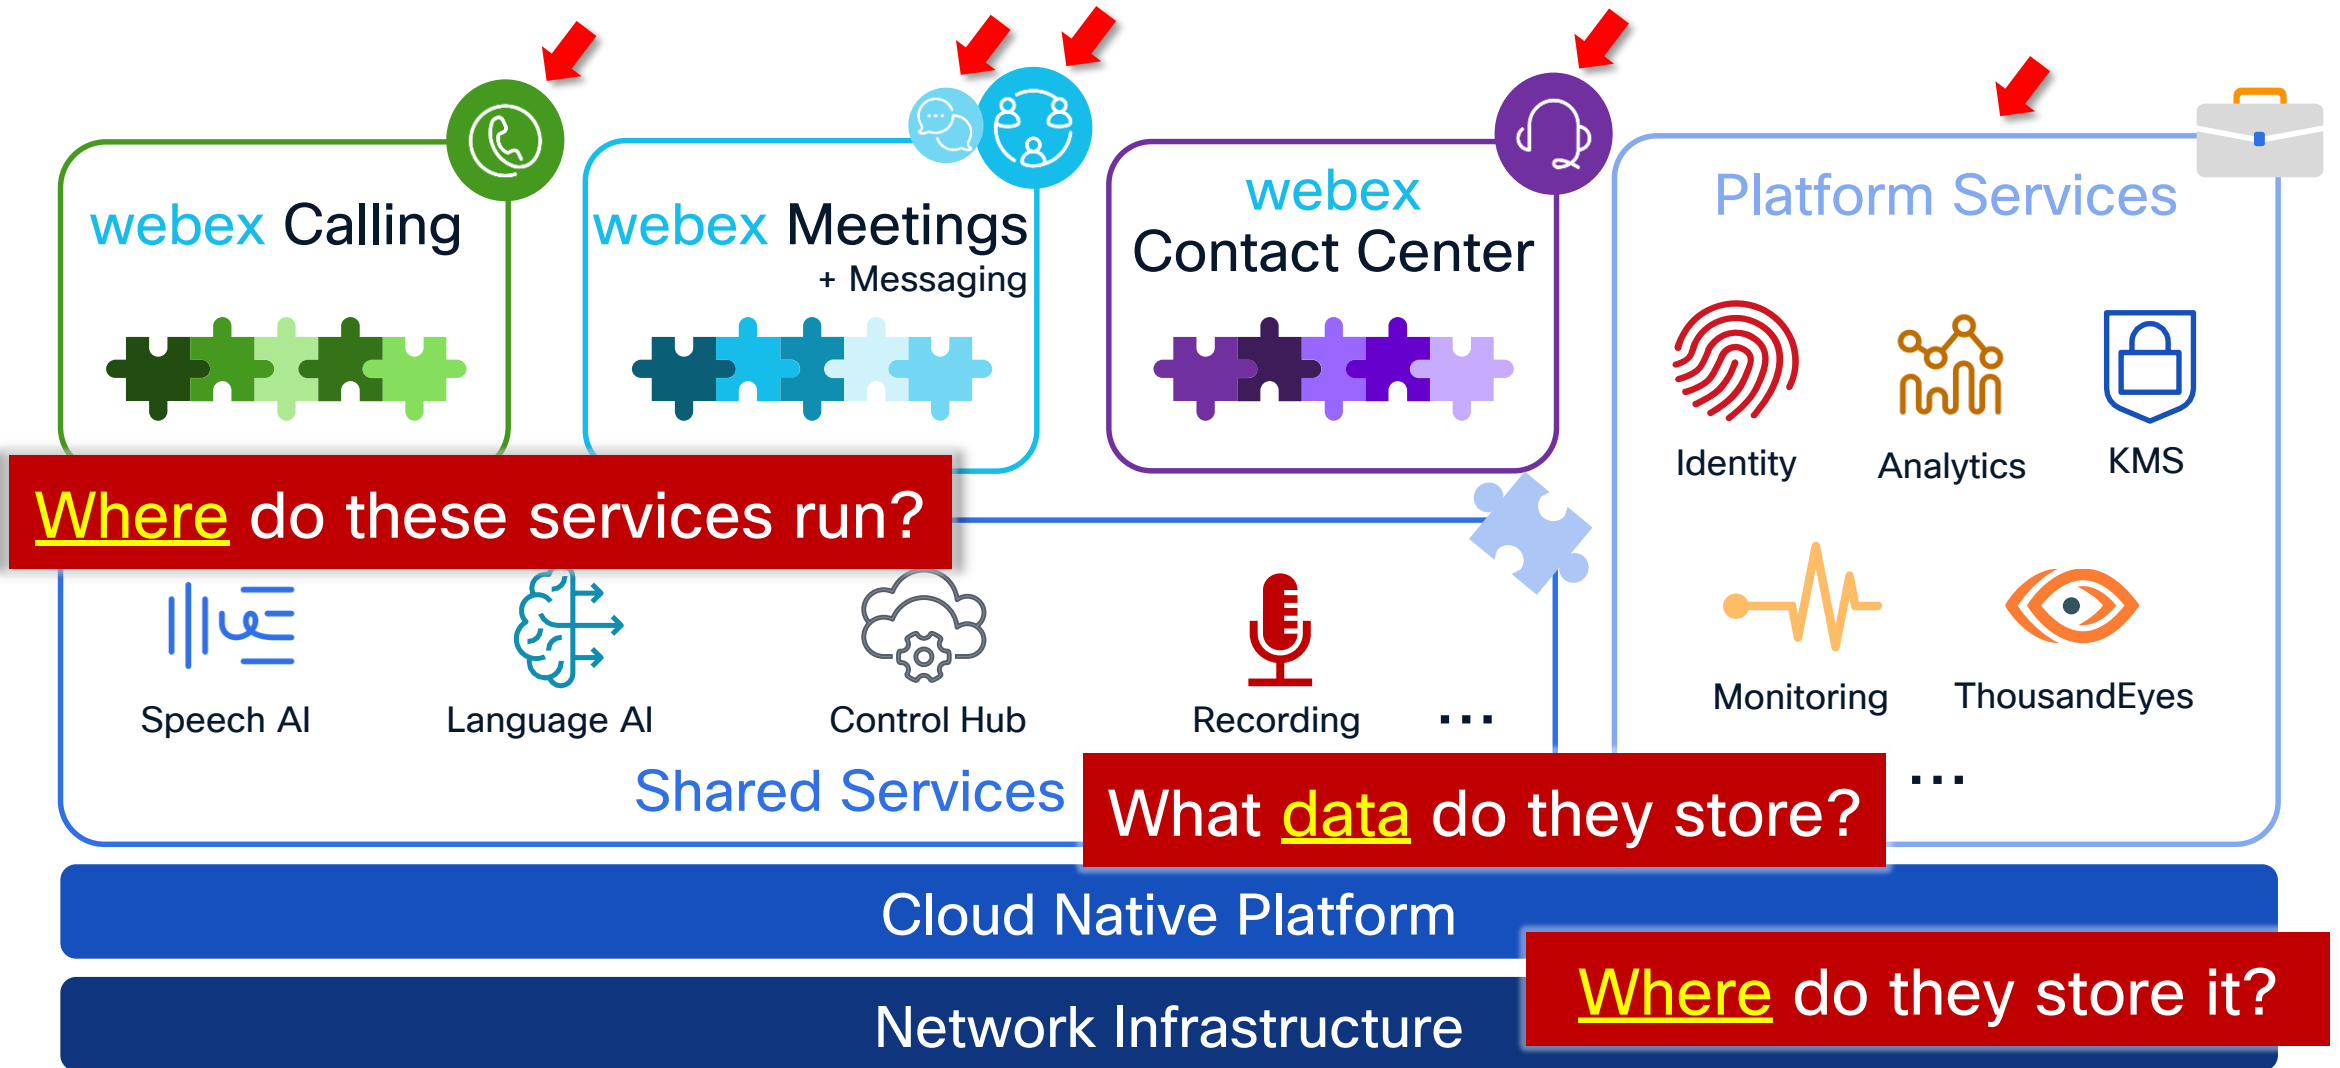 webex Calling
webex Meetings
+ Messaging
webex
Contact Center
Platform Services
Identity
Analytics
KMS
Where do these services run?
Monitoring
ThousandEyes
Speech AI
Language AI
Control Hub
Recording
...
Shared Services
What data do they store?
...
Cloud Native Platform
Where do they store it?
Network Infrastructure